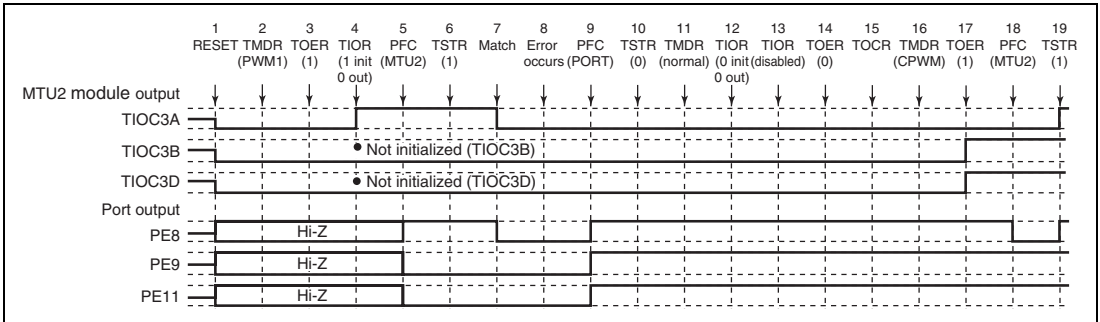 1 2 3 4 5 6 7 8 9 10 11 12 13 14 15 16 17 18 19
RESET TMDR TOER TIOR PFC TSTR Match Error PFC TSTR TMDR TIOR TIOR TOER TOCR TMDR TOER PFC TSTR
(PWM1) (1) (1 init (MTU2) (1) occurs (PORT) (0) (normal) (0 init (disabled) (0) (CPWM) (1) (MTU2) (1)
0 out) 0 out)
MTU2 module output
TIOC3A
TIOC3B • Not initialized (TIOC3B)
TIOC3D • Not initialized (TIOC3D)
Port output
PE8 Hi-Z
PE9 Hi-Z
PE11 Hi-Z